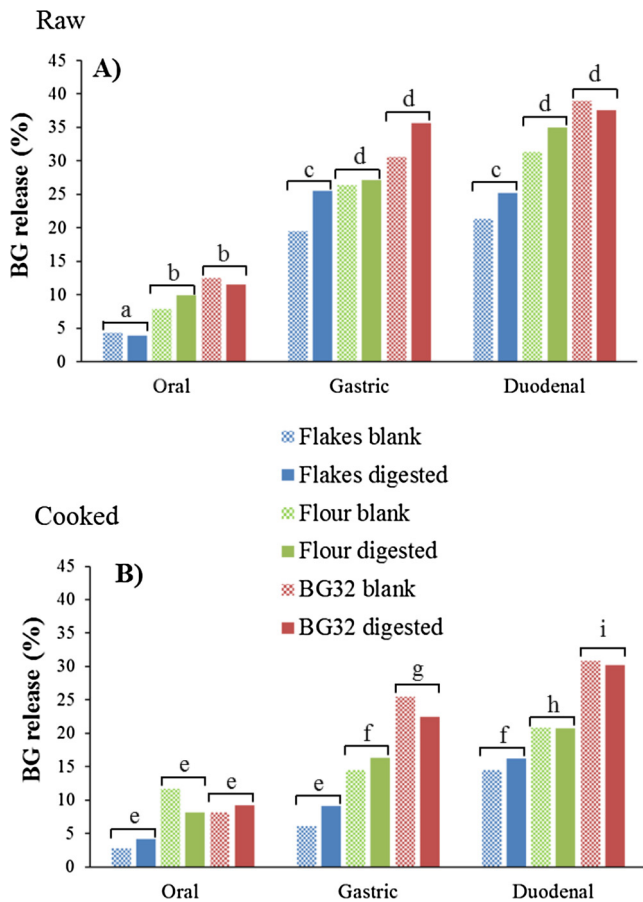 Raw
A)
BG release (%)
45
40
35
30
25
20
15
10
5
0
a
b
b
c
d
d
c
d
d
Oral Gastric Duodenal
Flakes blank
Flakes digested
Flour blank
Flour digested
BG32 blank
BG32 digested
Cooked
B)
BG release (%)
45
40
35
30
25
20
15
10
5
0
e
e
e
e
f
g
f
h
i
Oral Gastric Duodenal